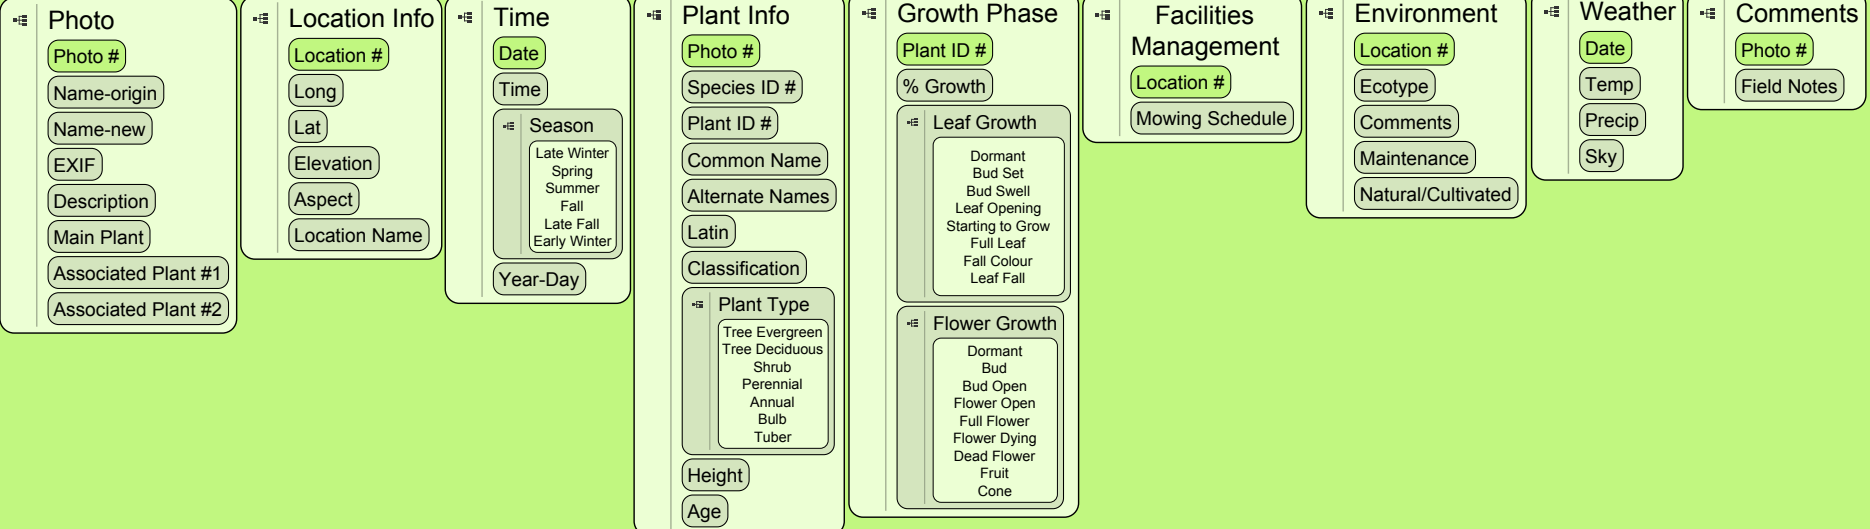 Photo
Photo #
Name-origin
Name-new
EXIF
Description
Main Plant
Associated Plant #1
Associated Plant #2
Location Info
Location #
Long
Lat
Elevation
Aspect
Location Name
Time
Date
Time
Season
Late Winter
Spring
Summer
Fall
Late Fall
Early Winter
Year-Day
Plant Info
Photo #
Species ID #
Plant ID #
Common Name
Alternate Names
Latin
Classification
Plant Type
Tree Evergreen
Tree Deciduous
Shrub
Perennial
Annual
Bulb
Tuber
Height
Age
Growth Phase
Plant ID #
% Growth
Leaf Growth
Dormant
Bud Set
Bud Swell
Leaf Opening
Starting to Grow
Full Leaf
Fall Colour
Leaf Fall
Flower Growth
Dormant
Bud
Bud Open
Flower Open
Full Flower
Flower Dying
Dead Flower
Fruit
Cone
Facilities
Management
Location #
Mowing Schedule
Environment
Location #
Ecotype
Comments
Maintenance
Natural/Cultivated
Weather
Date
Temp
Precip
Sky
Comments
Photo #
Field Notes